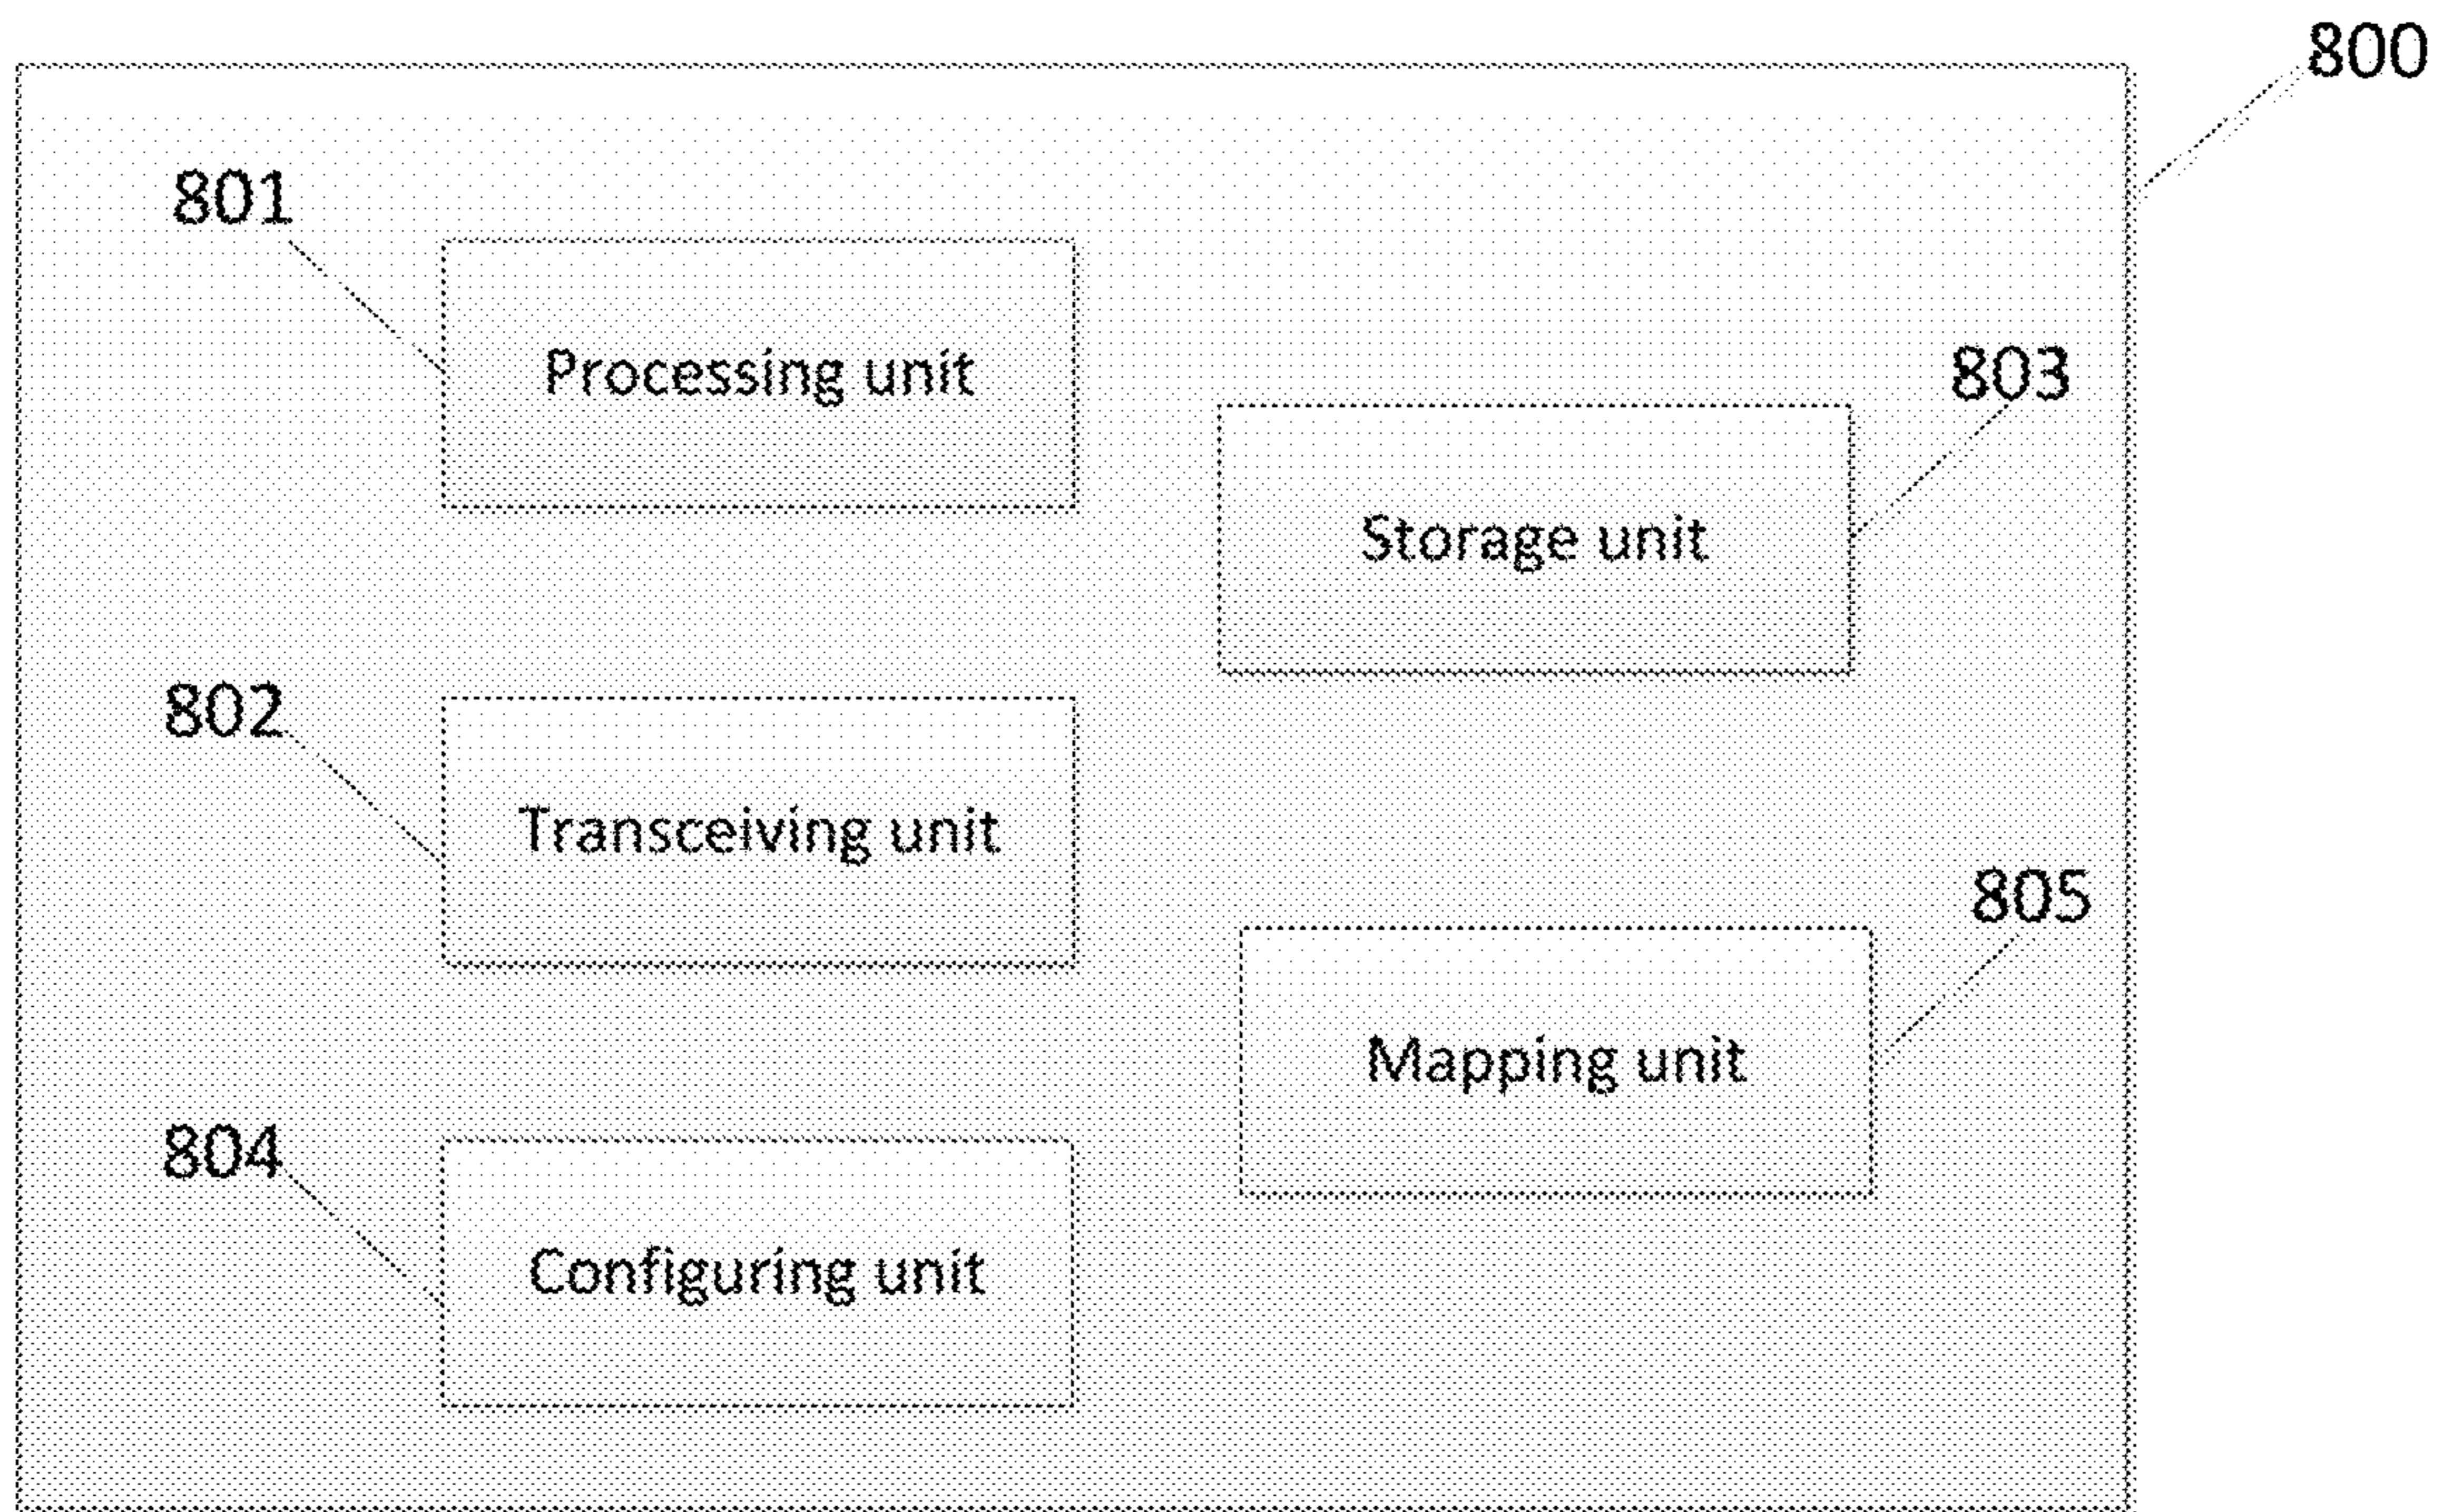 800
801
Processing unit
803
Storage unit
802
Transceiving unit
805
Mapping unit
804
Configuring unit